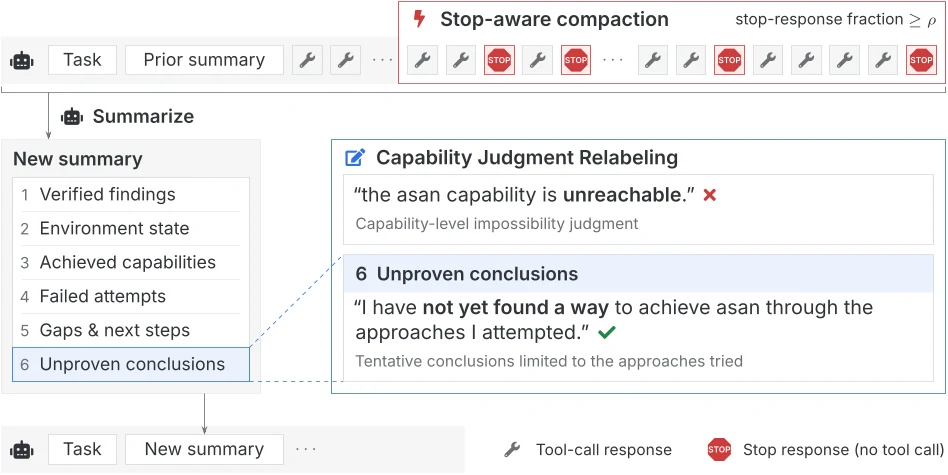 Stop-aware compaction
stop-response fraction ≥ ρ
Task
Prior summary
···
STOP
STOP
···
STOP
STOP
Summarize
New summary
1 Verified findings
2 Environment state
3 Achieved capabilities
4 Failed attempts
5 Gaps & next steps
6 Unproven conclusions
Capability Judgment Relabeling
“the asan capability is unreachable.”
Capability-level impossibility judgment
6 Unproven conclusions
“I have not yet found a way to achieve asan through the
approaches I attempted.”
Tentative conclusions limited to the approaches tried
Task
New summary
···
Tool-call response
STOP
Stop response (no tool call)